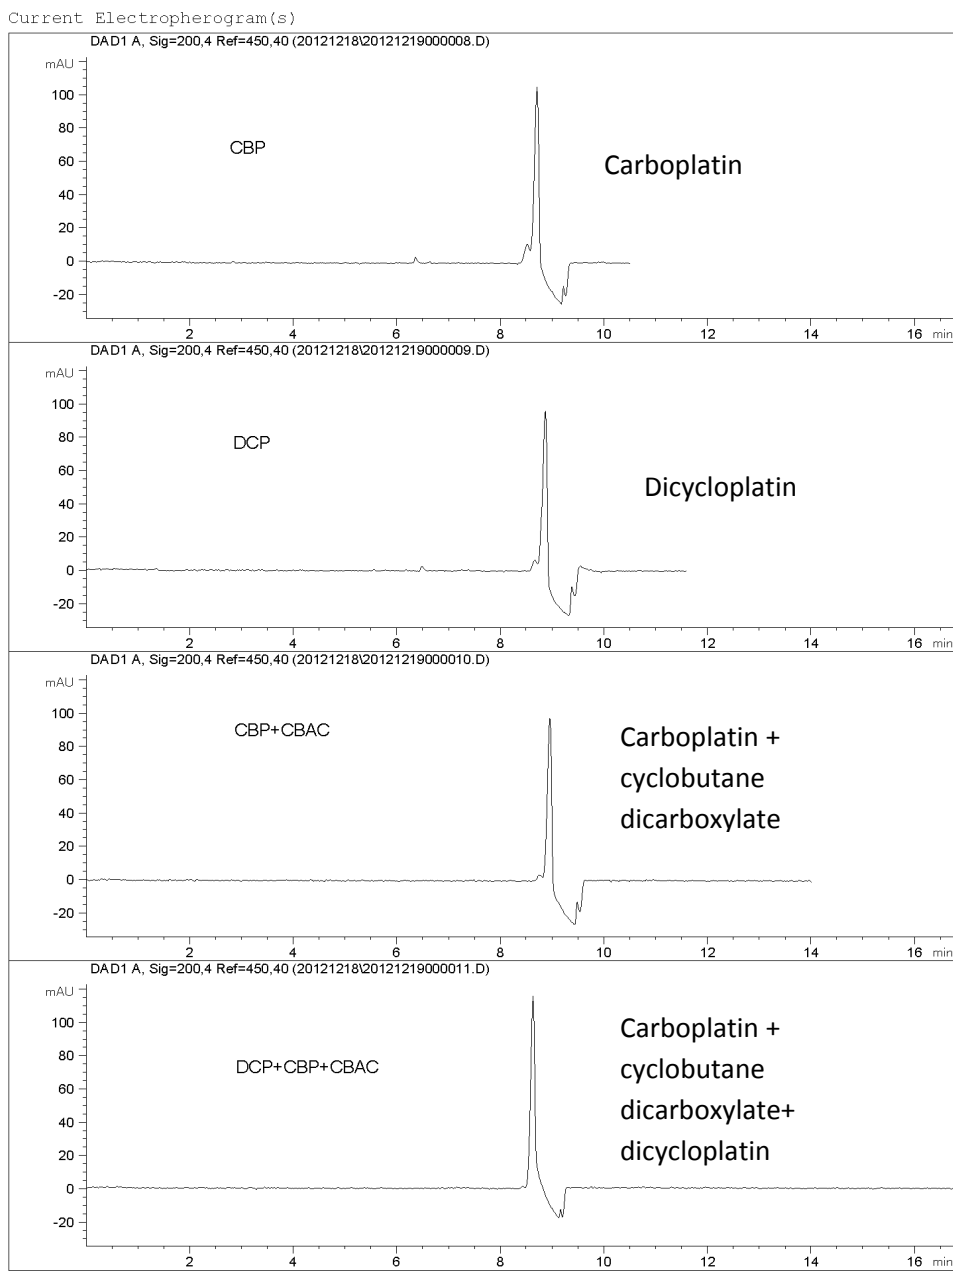 Current Electropherogram(s)
DAD1 A, Sig=200,4 Ref=450,40 (20121218\20121219000008.D)
mAU
100
80
60
40
20
0
-20
CBP
Carboplatin
2 4 6 8 10 12 14 16 min
DAD1 A, Sig=200,4 Ref=450,40 (20121218\20121219000009.D)
mAU
100
80
60
40
20
0
-20
DCP
Dicycloplatin
2 4 6 8 10 12 14 16 min
DAD1 A, Sig=200,4 Ref=450,40 (20121218\20121219000010.D)
mAU
100
80
60
40
20
0
-20
CBP+CBAC
Carboplatin +
cyclobutane
dicarboxylate
2 4 6 8 10 12 14 16 min
DAD1 A, Sig=200,4 Ref=450,40 (20121218\20121219000011.D)
mAU
100
80
60
40
20
0
-20
DCP+CBP+CBAC
Carboplatin +
cyclobutane
dicarboxylate+
dicycloplatin
2 4 6 8 10 12 14 16 min